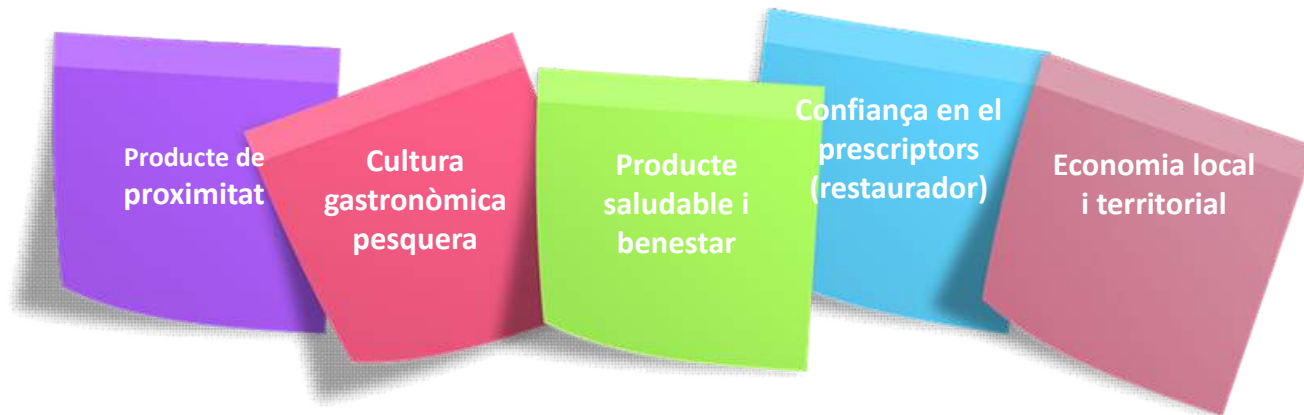 Producte de
proximitat
Cultura
gastronòmica
pesquera
Producte
saludable i
benestar
Confiança en el
prescriptors
(restaurador)
Economia local
i territorial